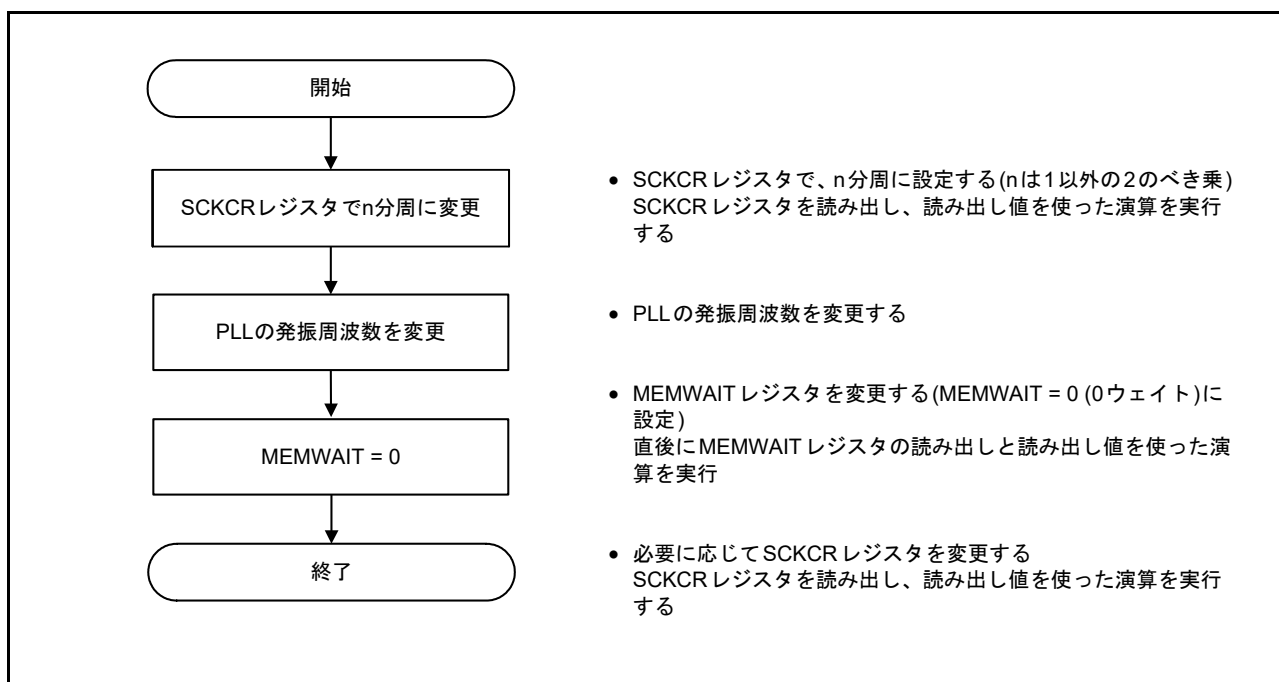 開始
SCKCRレジスタでn分周に変更
PLLの発振周波数を変更
MEMWAIT = 0
終了
• SCKCRレジスタで、n分周に設定する(nは1以外の2のべき乗)
SCKCRレジスタを読み出し、読み出し値を使った演算を実行
する
• PLLの発振周波数を変更する
• MEMWAITレジスタを変更する(MEMWAIT = 0 (0ウェイト)に
設定)
直後にMEMWAITレジスタの読み出しと読み出し値を使った演
算を実行
• 必要に応じてSCKCRレジスタを変更する
SCKCRレジスタを読み出し、読み出し値を使った演算を実行
する